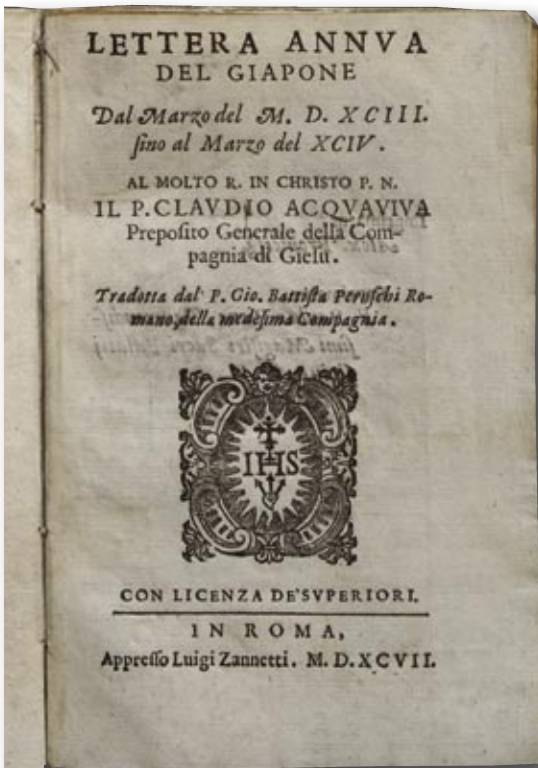 LETTERA ANNVA
DEL GIAPONE
Dal Marzo del M. D. XCIII.
ſino al Marzo del XCIV.
AL MOLTO R. IN CHRISTO P. N.
IL P. CLAVDIO ACQVAVIVA
Prepoſito Generale della Com-
pagnia di Gieſu.
Tradotta dal P. Gio. Battiſta Peruſchi Ro-
mano, della medeſima Compagnia.
IHS
CON LICENZA DE' SVPERIORI.
IN ROMA,
Appreſſo Luigi Zannetti. M. D. XCVII.